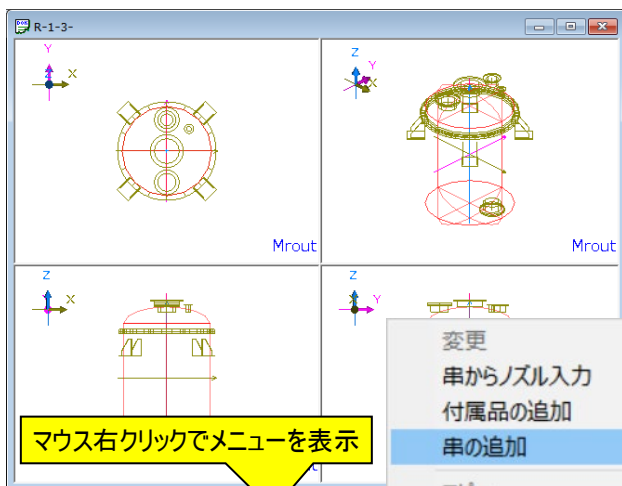 R-1-3-
Y
X
Mrout
Z
Y
X
Mrout
Z
X
Z
Y
変更
串からノズル入力
付属品の追加
串の追加
マウス右クリックでメニューを表示